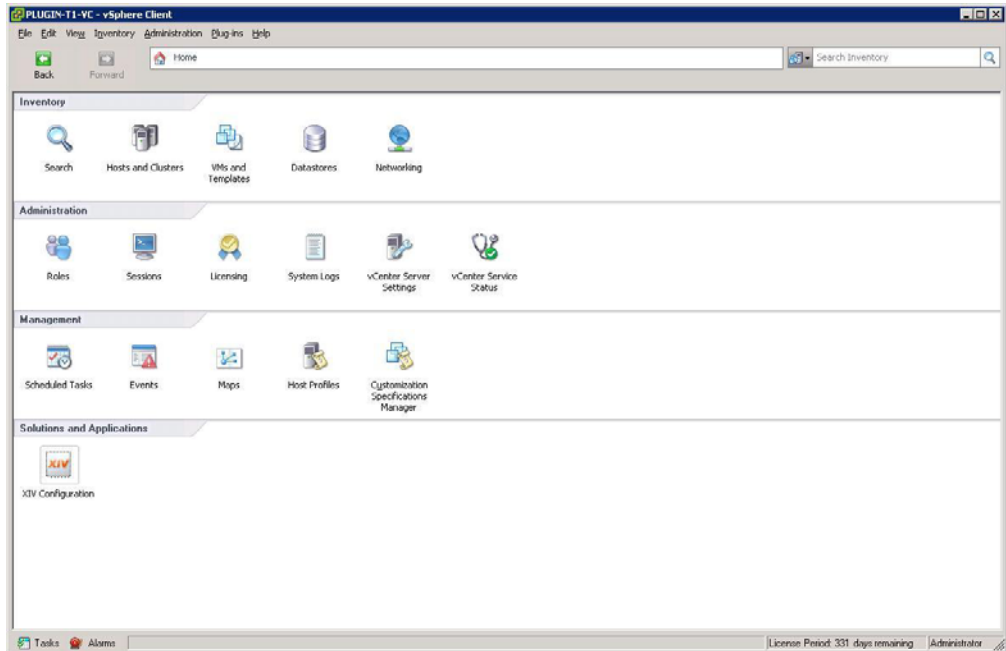 PLUGIN-T1-VC - vSphere Client
File Edit View Inventory Administration Plug-ins Help
Back
Forward
Home
Search Inventory
Inventory
Search
Hosts and Clusters
VMs and
Templates
Datastores
Networking
Administration
Roles
Sessions
Licensing
System Logs
vCenter Server
Settings
vCenter Service
Status
Management
Scheduled Tasks
Events
Maps
Host Profiles
Customization
Specifications
Manager
Solutions and Applications
XIV
XIV Configuration
Tasks
Alarms
License Period: 331 days remaining
Administrator